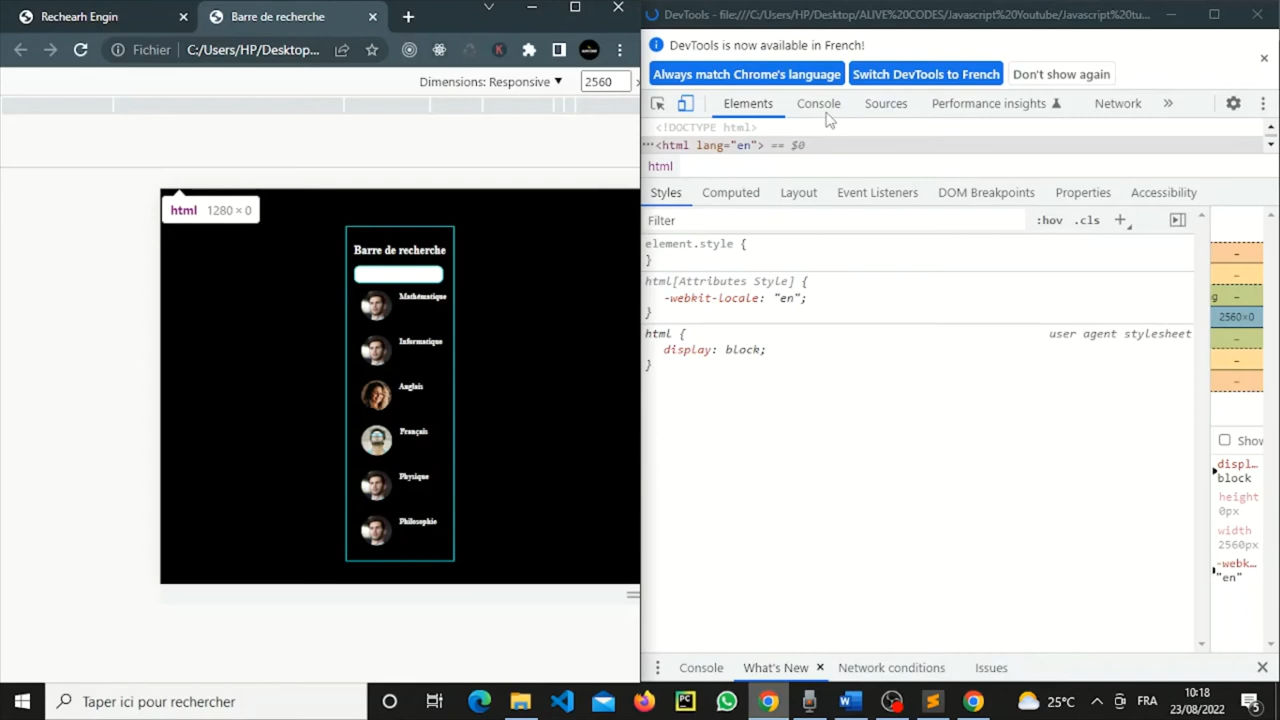 Rechearh Engin
Barre de recherche
Fichier
C:/Users/HP/Desktop...
Dimensions: Responsive ▼
2560
html 1280 × 0
Barre de recherche
Mathématique
Informatique
Anglais
Français
Physique
Philosophie
DevTools - file:///C:/Users/HP/Desktop/ALIVE%20CODES/Javascript%20Youtube/Javascript%20tu...
DevTools is now available in French!
Always match Chrome's language
Switch DevTools to French
Don't show again
Elements
Console
Sources
Performance insights
Network
»
<!DOCTYPE html>
···<html lang="en"> == $0
html
Styles
Computed
Layout
Event Listeners
DOM Breakpoints
Properties
Accessibility
Filter
:hov
.cls
+
element.style {
}
html[Attributes Style] {
-webkit-locale: "en";
}
html {
user agent stylesheet
display: block;
}
g
2560×0
Show
displ…
block
height
0px
width
2560px
-webk…
"en"
Console
What's New
Network conditions
Issues
Taper ici pour rechercher
PC
W
25°C
FRA
10:18
23/08/2022
5